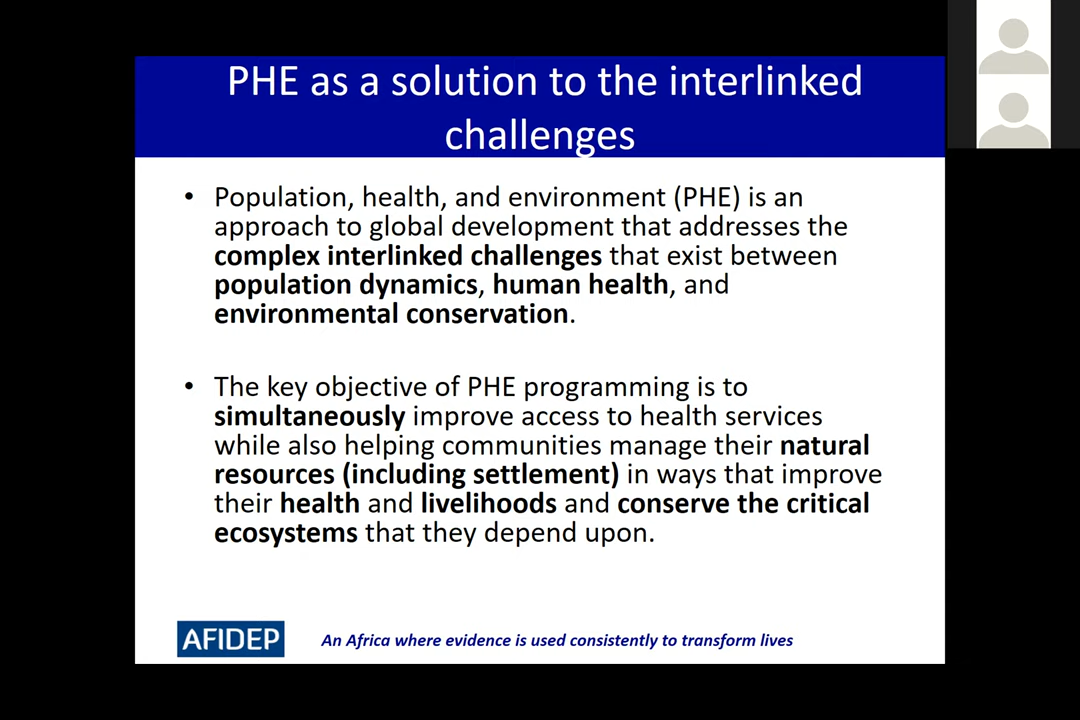 PHE as a solution to the interlinked
challenges
• Population, health, and environment (PHE) is an
approach to global development that addresses the
complex interlinked challenges that exist between
population dynamics, human health, and
environmental conservation.
• The key objective of PHE programming is to
simultaneously improve access to health services
while also helping communities manage their natural
resources (including settlement) in ways that improve
their health and livelihoods and conserve the critical
ecosystems that they depend upon.
AFIDEP
An Africa where evidence is used consistently to transform lives